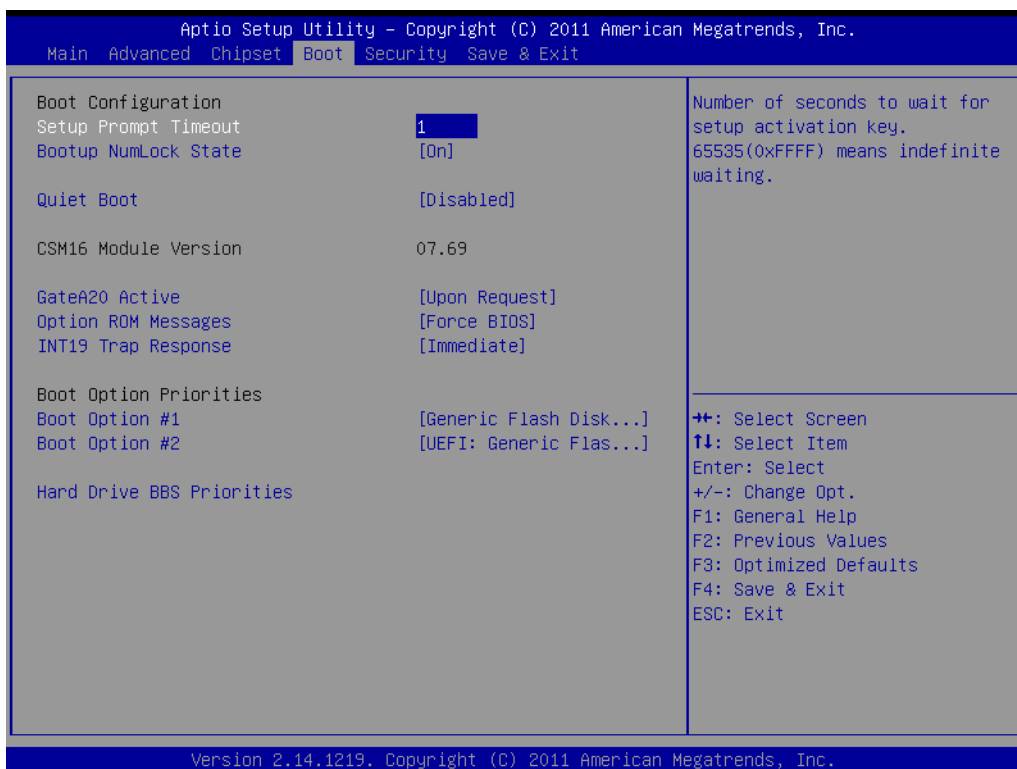 Aptio Setup Utility – Copyright (C) 2011 American Megatrends, Inc.
Main Advanced Chipset Boot Security Save & Exit
Boot Configuration
Setup Prompt Timeout 1
Bootup NumLock State [On]
Quiet Boot [Disabled]
CSM16 Module Version 07.69
GateA20 Active [Upon Request]
Option ROM Messages [Force BIOS]
INT19 Trap Response [Immediate]
Boot Option Priorities
Boot Option #1 [Generic Flash Disk...]
Boot Option #2 [UEFI: Generic Flas...]
Hard Drive BBS Priorities
Number of seconds to wait for
setup activation key.
65535(0xFFFF) means indefinite
waiting.
→←: Select Screen
↑↓: Select Item
Enter: Select
+/-: Change Opt.
F1: General Help
F2: Previous Values
F3: Optimized Defaults
F4: Save & Exit
ESC: Exit
Version 2.14.1219. Copyright (C) 2011 American Megatrends, Inc.